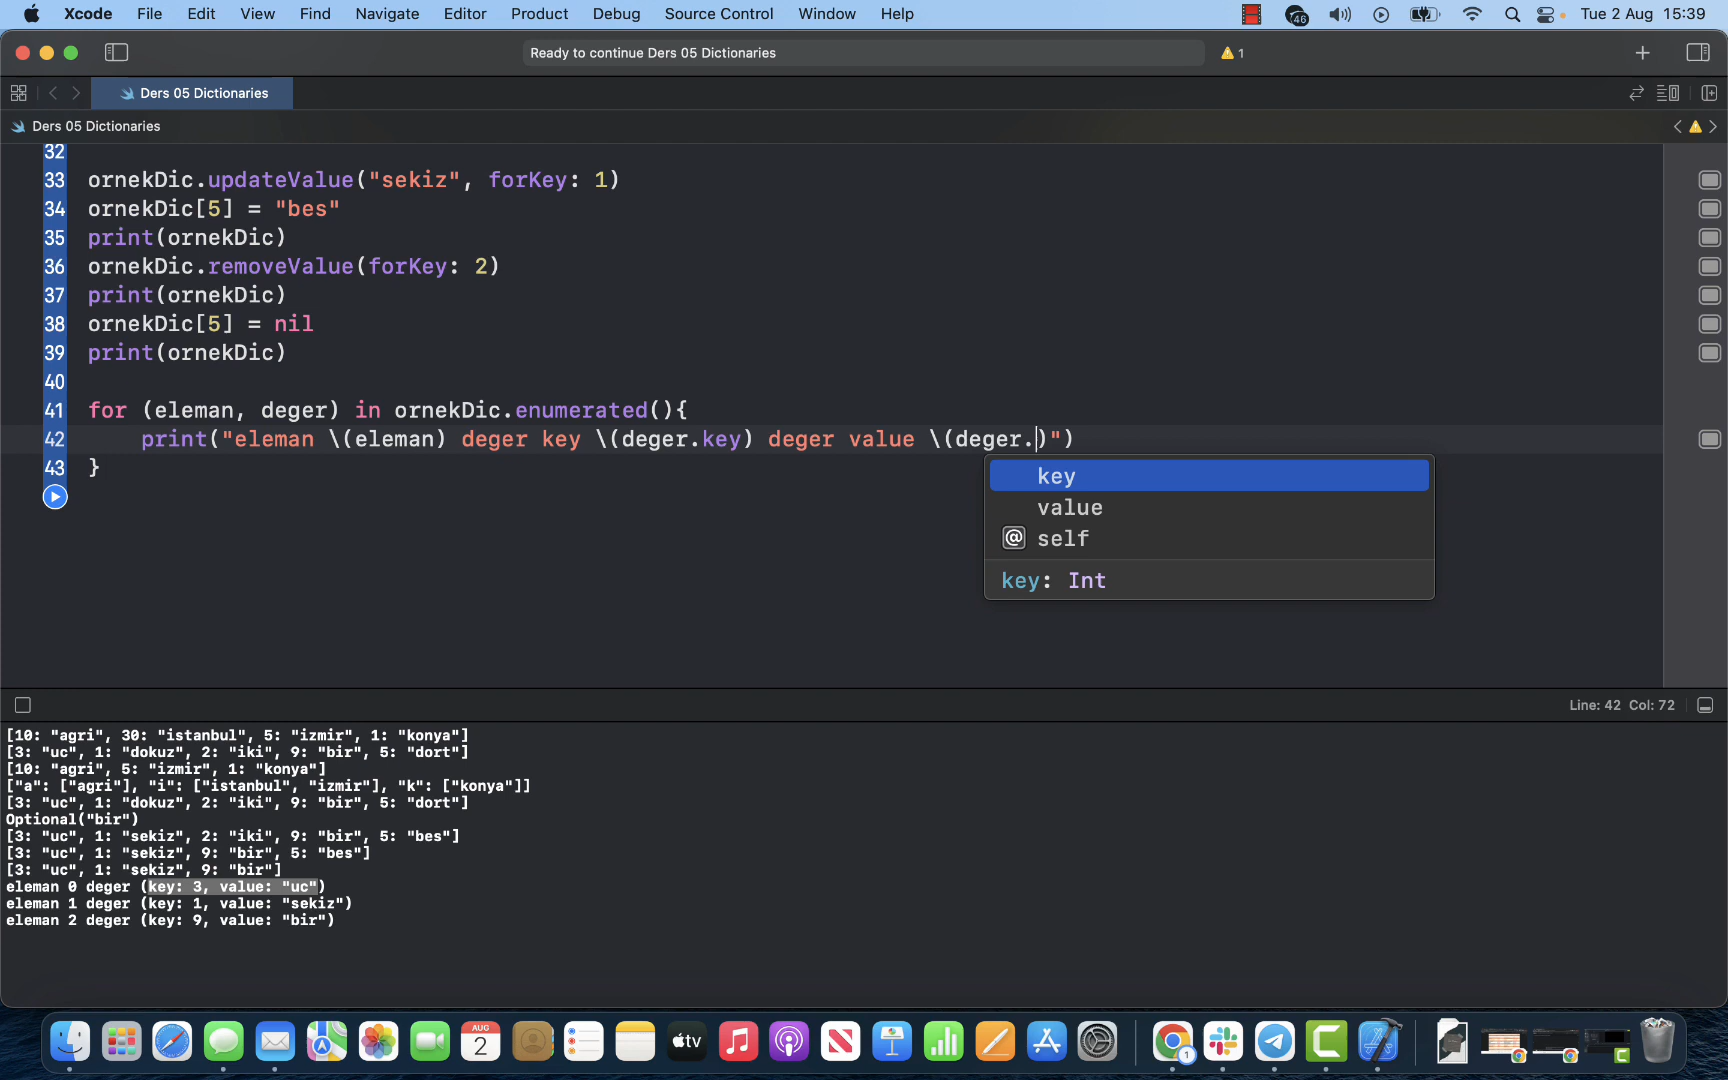 Xcode File Edit View Find Navigate Editor Product Debug Source Control Window Help 46 Tue 2 Aug 15:39
Ready to continue Ders 05 Dictionaries 1
Ders 05 Dictionaries
Ders 05 Dictionaries
32
33 ornekDic.updateValue("sekiz", forKey: 1)
34 ornekDic[5] = "bes"
35 print(ornekDic)
36 ornekDic.removeValue(forKey: 2)
37 print(ornekDic)
38 ornekDic[5] = nil
39 print(ornekDic)
40
41 for (eleman, deger) in ornekDic.enumerated(){
42 print("eleman \(eleman) deger key \(deger.key) deger value \(deger.)")
43 }
key
value
@ self
key: Int
Line: 42 Col: 72
[10: "agri", 30: "istanbul", 5: "izmir", 1: "konya"]
[3: "uc", 1: "dokuz", 2: "iki", 9: "bir", 5: "dort"]
[10: "agri", 5: "izmir", 1: "konya"]
["a": ["agri"], "i": ["istanbul", "izmir"], "k": ["konya"]]
[3: "uc", 1: "dokuz", 2: "iki", 9: "bir", 5: "dort"]
Optional("bir")
[3: "uc", 1: "sekiz", 2: "iki", 9: "bir", 5: "bes"]
[3: "uc", 1: "sekiz", 9: "bir", 5: "bes"]
[3: "uc", 1: "sekiz", 9: "bir"]
eleman 0 deger (key: 3, value: "uc")
eleman 1 deger (key: 1, value: "sekiz")
eleman 2 deger (key: 9, value: "bir")
AUG
2
tv
1